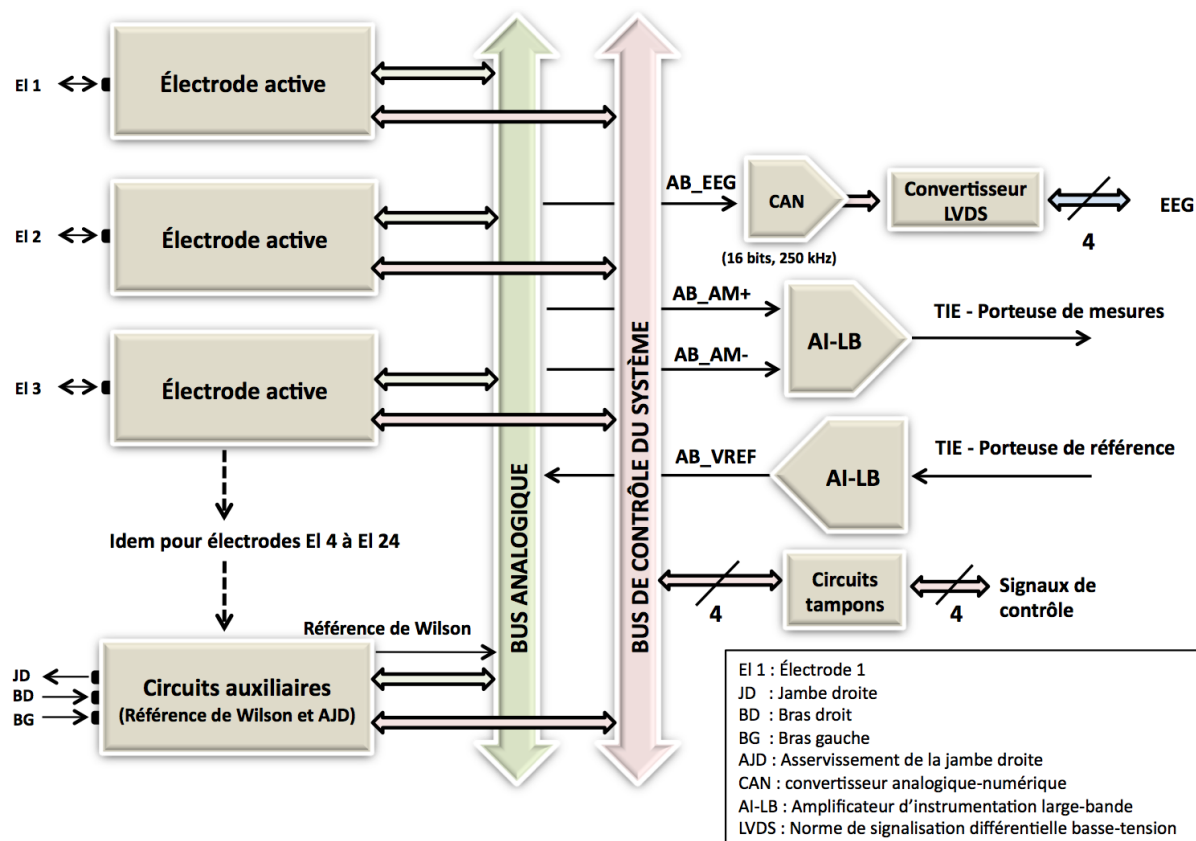 El 1
Électrode active
El 2
Électrode active
El 3
Électrode active
Idem pour électrodes El 4 à El 24
Référence de Wilson
JD
BD
BG
Circuits auxiliaires
(Référence de Wilson et AJD)
BUS ANALOGIQUE
BUS DE CONTRÔLE DU SYSTÈME
AB_EEG
CAN
(16 bits, 250 kHz)
Convertisseur
LVDS
4
EEG
AB_AM+
AB_AM-
AI-LB
TIE - Porteuse de mesures
AB_VREF
AI-LB
TIE - Porteuse de référence
4
Circuits
tampons
4
Signaux de
contrôle
El 1 : Électrode 1
JD : Jambe droite
BD : Bras droit
BG : Bras gauche
AJD : Asservissement de la jambe droite
CAN : convertisseur analogique-numérique
AI-LB : Amplificateur d'instrumentation large-bande
LVDS : Norme de signalisation différentielle basse-tension